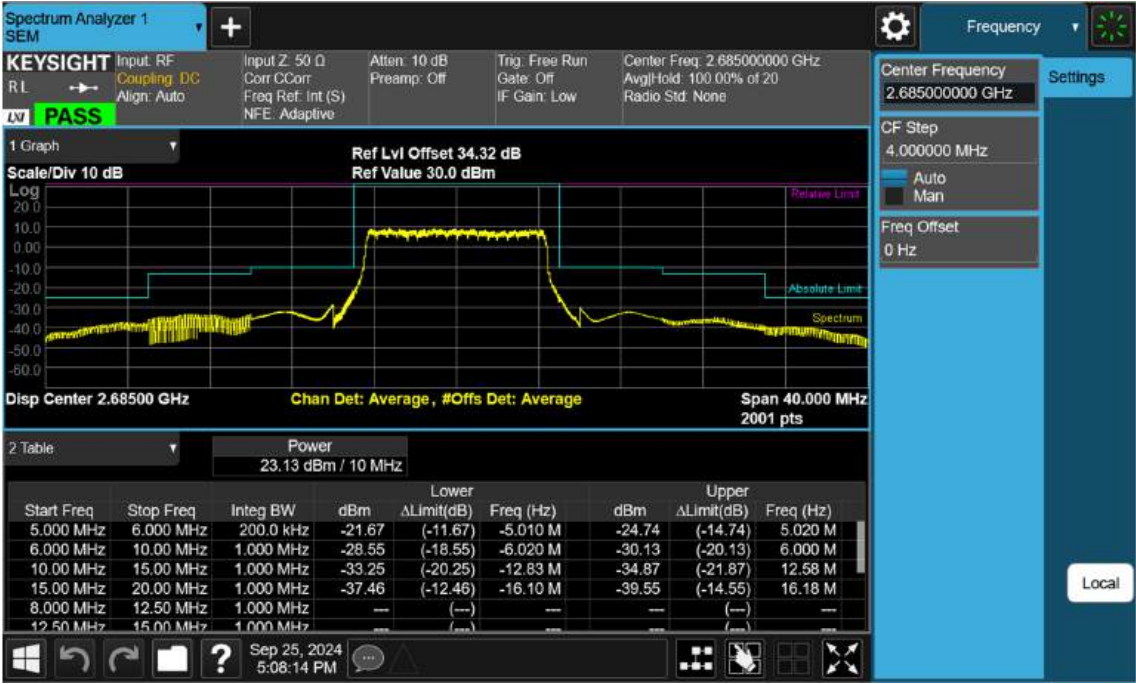 Spectrum Analyzer 1
SEM
+
Frequency
KEYSIGHT
RL
LXI
PASS
Input: RF
Coupling: DC
Align: Auto
Input Z: 50 Ω
Corr CCorr
Freq Ref: Int (S)
NFE: Adaptive
Atten: 10 dB
Preamp: Off
Trig: Free Run
Gate: Off
IF Gain: Low
Center Freq: 2.685000000 GHz
Avg|Hold: 100.00% of 20
Radio Std: None
Center Frequency
2.685000000 GHz
Settings
CF Step
4.000000 MHz
Auto
Man
Freq Offset
0 Hz
1 Graph
Scale/Div 10 dB
Ref Lvl Offset 34.32 dB
Ref Value 30.0 dBm
Log
20.0
10.0
0.00
-10.0
-20.0
-30.0
-40.0
-50.0
-60.0
Relative Limit
Absolute Limit
Spectrum
Disp Center 2.68500 GHz
Chan Det: Average, #Offs Det: Average
Span 40.000 MHz
2001 pts
2 Table
Power
23.13 dBm / 10 MHz
Lower Upper
Start Freq Stop Freq Integ BW dBm ΔLimit(dB) Freq (Hz) dBm ΔLimit(dB) Freq (Hz)
5.000 MHz 6.000 MHz 200.0 kHz -21.67 (-11.67) -5.010 M -24.74 (-14.74) 5.020 M
6.000 MHz 10.00 MHz 1.000 MHz -28.55 (-18.55) -6.020 M -30.13 (-20.13) 6.000 M
10.00 MHz 15.00 MHz 1.000 MHz -33.25 (-20.25) -12.83 M -34.87 (-21.87) 12.58 M
15.00 MHz 20.00 MHz 1.000 MHz -37.46 (-12.46) -16.10 M -39.55 (-14.55) 16.18 M
8.000 MHz 12.50 MHz 1.000 MHz --- (---) --- --- (---) ---
12.50 MHz 15.00 MHz 1.000 MHz --- (---) --- --- (---) ---
Local
?
Sep 25, 2024
5:08:14 PM